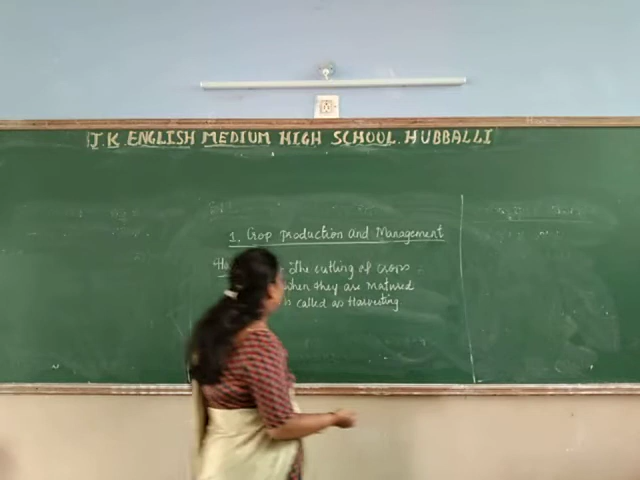 J.K. ENGLISH MEDIUM HIGH SCHOOL. HUBBALLI
1. Crop production and Management
The cutting of crops
when they are matured
is called as Harvesting.